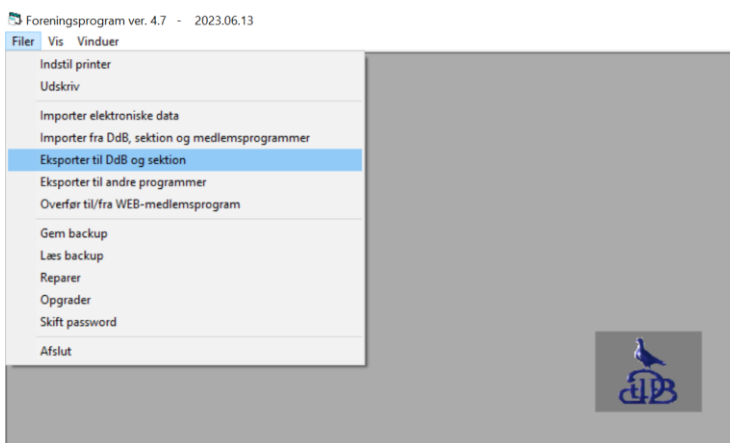 Foreningsprogram ver. 4.7 - 2023.06.13
Filer Vis Vinduer
Indstil printer
Udskriv
Importer elektroniske data
Importer fra DdB, sektion og medlemsprogrammer
Eksporter til DdB og sektion
Eksporter til andre programmer
Overfør til/fra WEB-medlemsprogram
Gem backup
Læs backup
Reparer
Opgrader
Skift password
Afslut
DdB